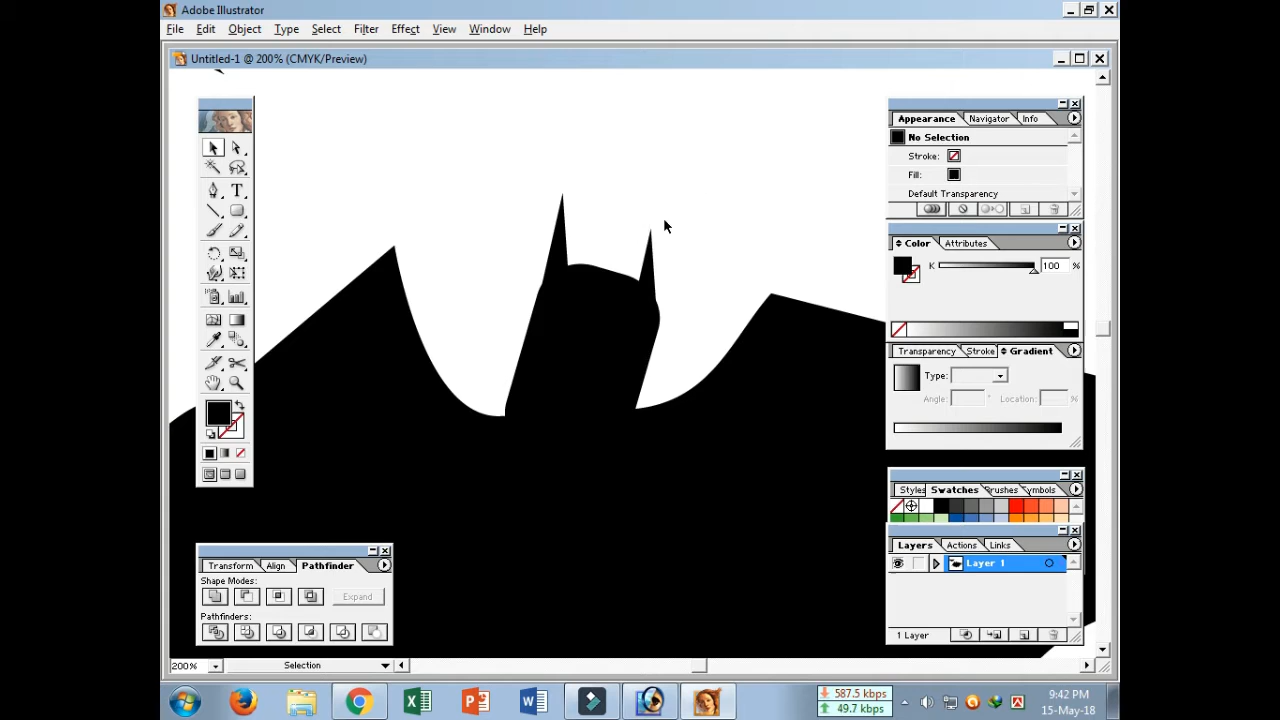 Adobe Illustrator
File Edit Object Type Select Filter Effect View Window Help
Untitled-1 @ 200% (CMYK/Preview)
Appearance Navigator Info
No Selection
Stroke:
Fill:
Default Transparency
Color Attributes
K 100 %
Transparency Stroke Gradient
Type:
Angle: ° Location: %
Styles Swatches Brushes Symbols
Layers Actions Links
Layer 1
1 Layer
Transform Align Pathfinder
Shape Modes:
Expand
Pathfinders:
200% Selection
587.5 kbps
49.7 kbps
9:42 PM
15-May-18